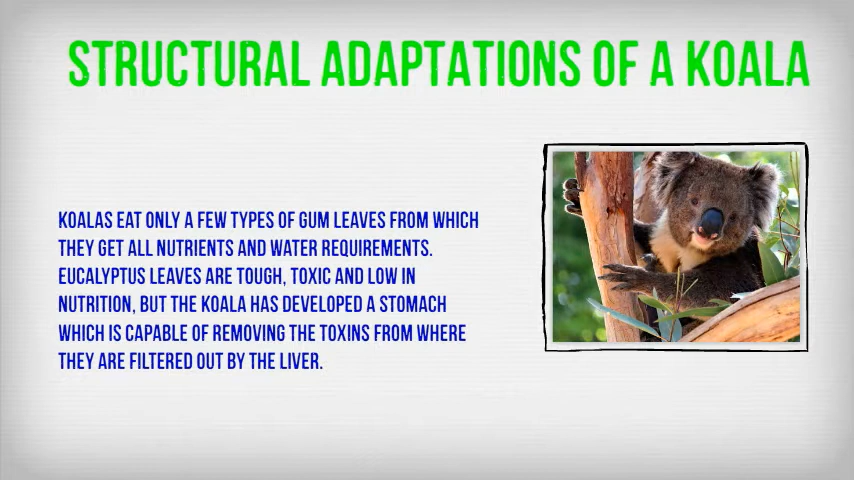 STRUCTURAL ADAPTATIONS OF A KOALA
KOALAS EAT ONLY A FEW TYPES OF GUM LEAVES FROM WHICH
THEY GET ALL NUTRIENTS AND WATER REQUIREMENTS.
EUCALYPTUS LEAVES ARE TOUGH, TOXIC AND LOW IN
NUTRITION, BUT THE KOALA HAS DEVELOPED A STOMACH
WHICH IS CAPABLE OF REMOVING THE TOXINS FROM WHERE
THEY ARE FILTERED OUT BY THE LIVER.